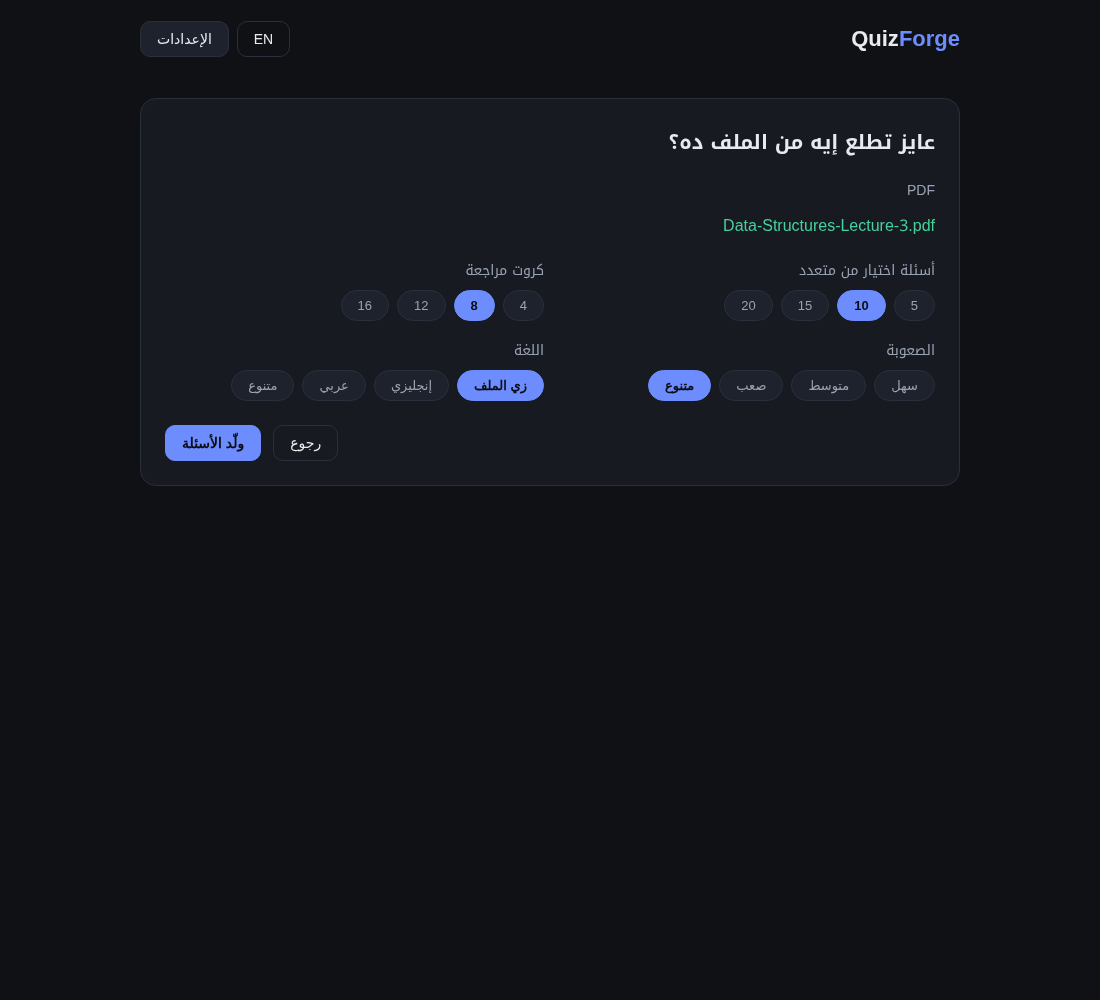 QuizForge
EN
الإعدادات
عايز تطلع إيه من الملف ده؟
PDF
Data-Structures-Lecture-3.pdf
أسئلة اختيار من متعدد
5 10 15 20
كروت مراجعة
4 8 12 16
الصعوبة
سهل متوسط صعب متنوع
اللغة
زي الملف إنجليزي عربي متنوع
رجوع
ولّد الأسئلة